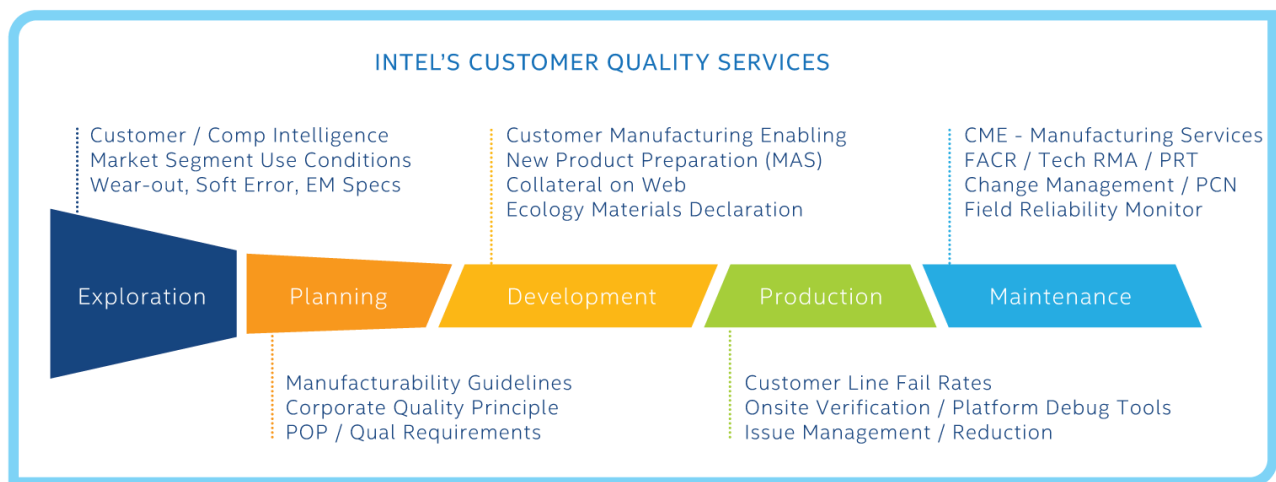 INTEL'S CUSTOMER QUALITY SERVICES
Customer / Comp Intelligence
Market Segment Use Conditions
Wear-out, Soft Error, EM Specs
Customer Manufacturing Enabling
New Product Preparation (MAS)
Collateral on Web
Ecology Materials Declaration
CME - Manufacturing Services
FACR / Tech RMA / PRT
Change Management / PCN
Field Reliability Monitor
Exploration
Planning
Development
Production
Maintenance
Manufacturability Guidelines
Corporate Quality Principle
POP / Qual Requirements
Customer Line Fail Rates
Onsite Verification / Platform Debug Tools
Issue Management / Reduction